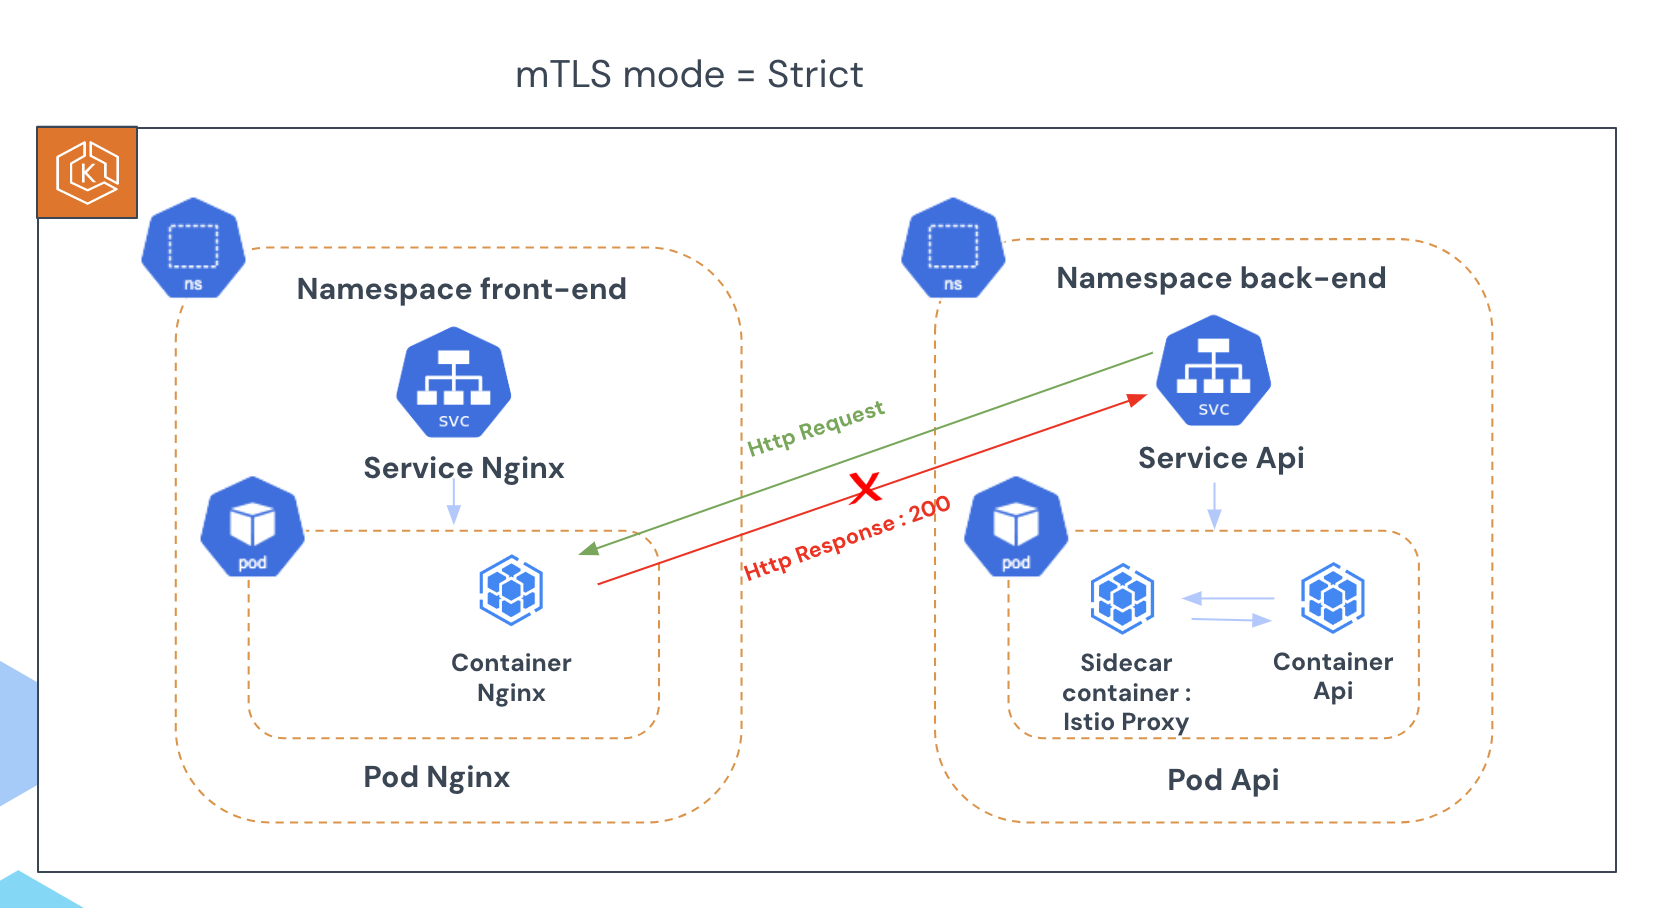 mTLS mode = Strict
K
ns
Namespace front-end
svc
Service Nginx
pod
Container
Nginx
Pod Nginx
Http Request
X
Http Response : 200
ns
Namespace back-end
svc
Service Api
pod
Sidecar
container :
Istio Proxy
Container
Api
Pod Api